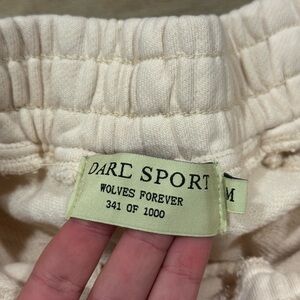 DARE SPORT
WOLVES FOREVER
341 OF 1000
M